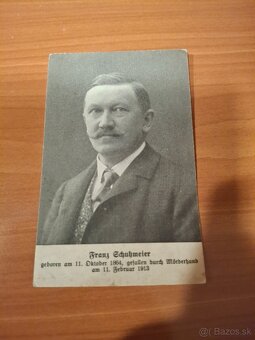 Franz Schuhmeier
geboren am 11. Oktober 1864, gefallen durch Mörderhand
am 11. Februar 1913
Bazos.sk